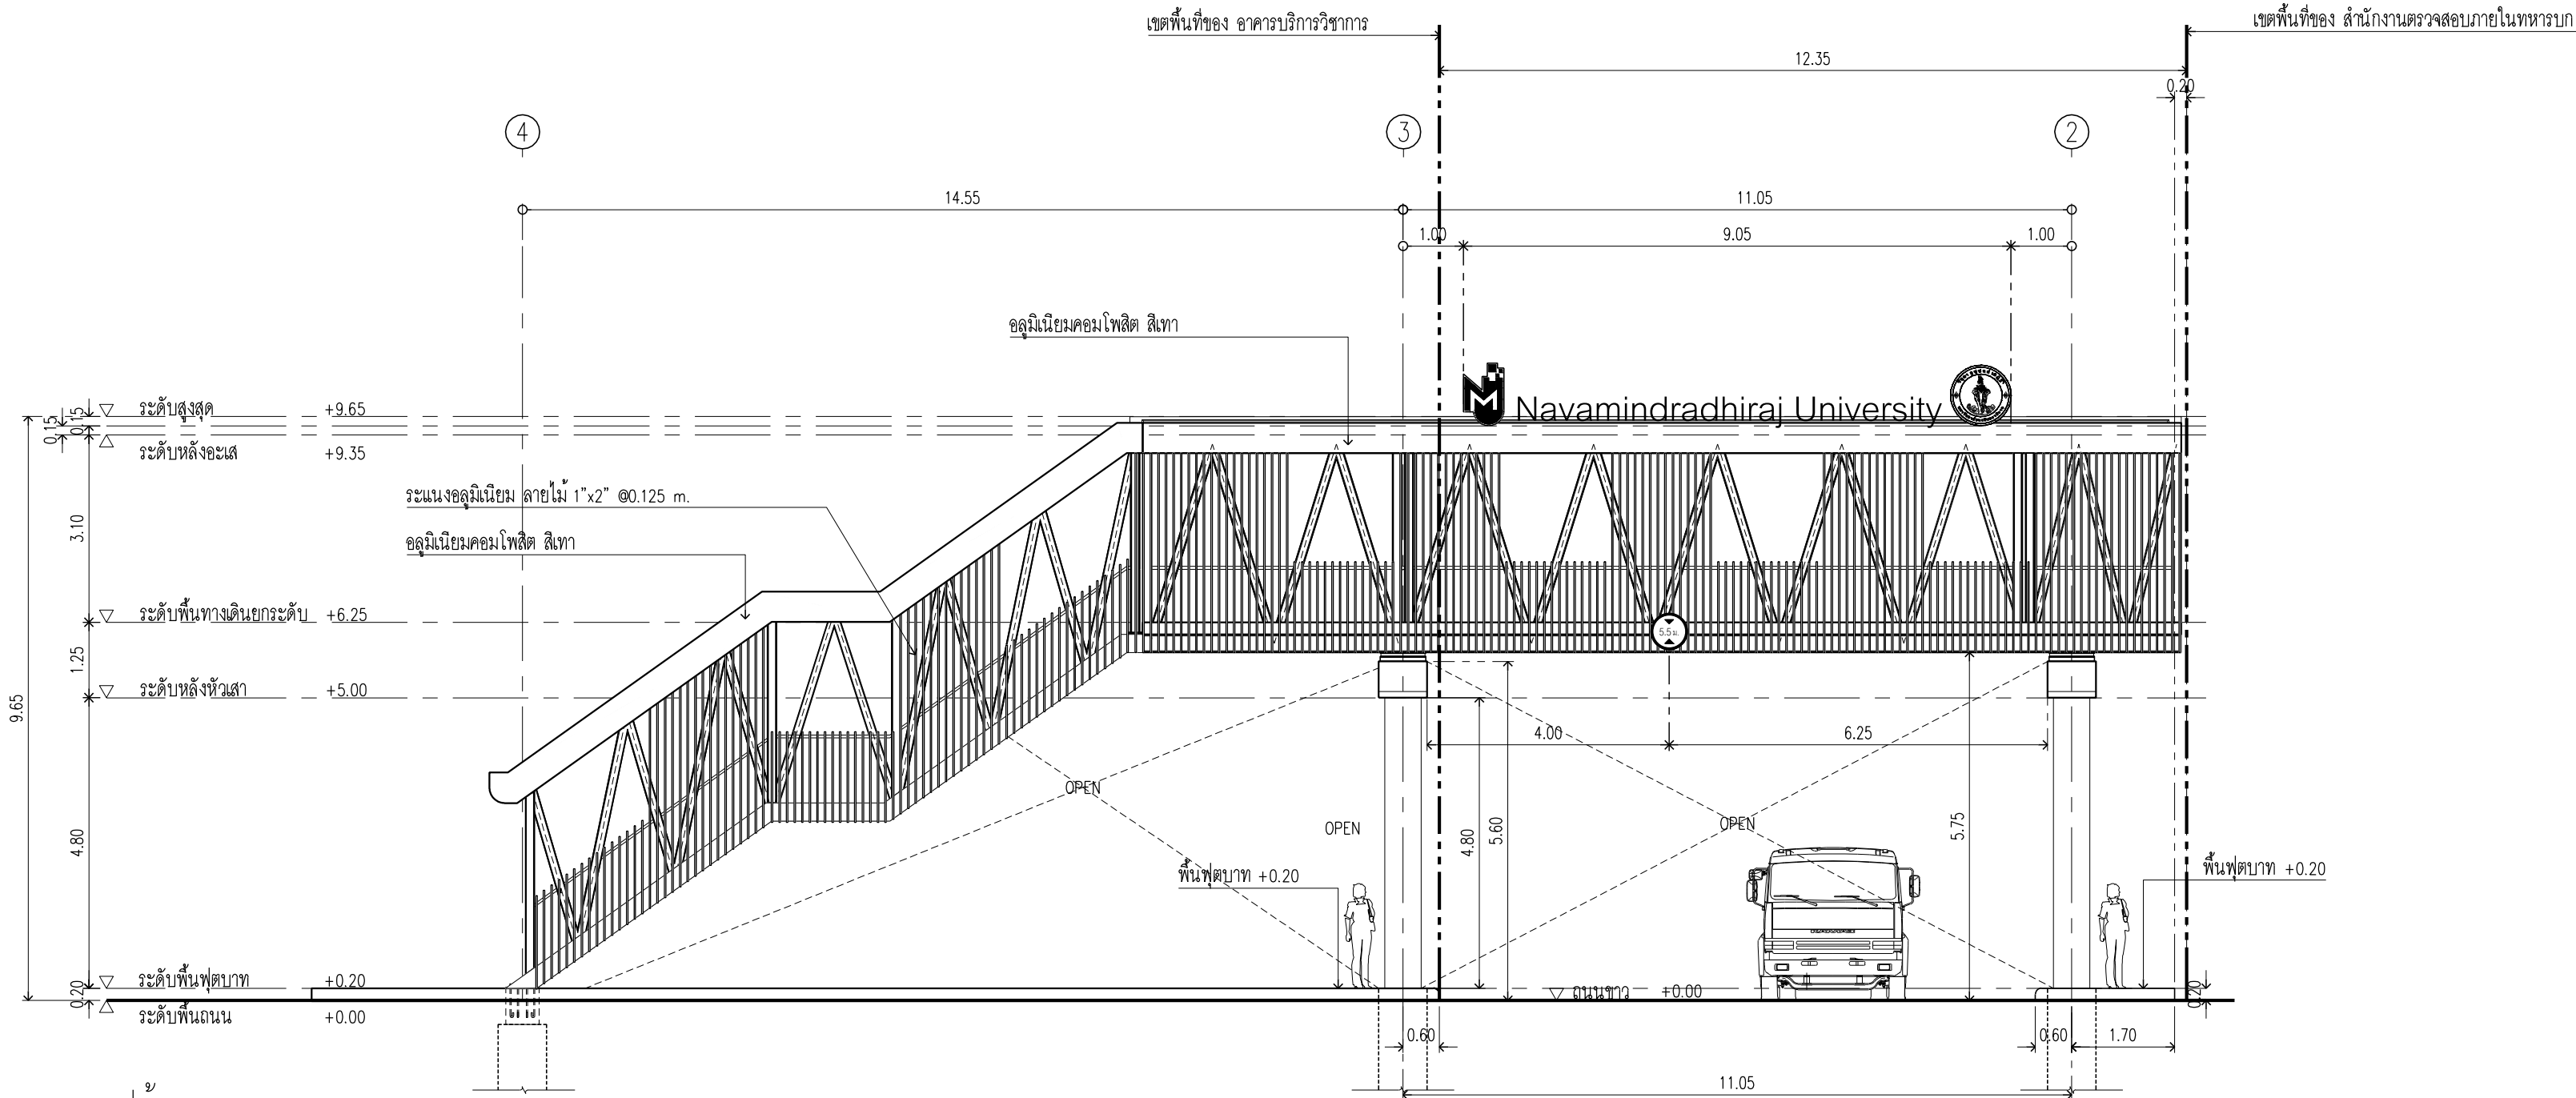 เขตพื้นที่ของ อาคารบริการวิชาการ
เขตพื้นที่ของ สำนักงานตรวจสอบภายในทหารบก
12.35
0.20
4
3
2
14.55
11.05
1.00
9.05
1.00
อลูมิเนียมคอมโพสิต สีเทา
Navamindradhiraj University
ระดับสูงสุด +9.65
0.15
0.15
ระดับหลังอะเส +9.35
ระแนงอลูมิเนียม ลายไม้ 1"x2" @0.125 m.
3.10
อลูมิเนียมคอมโพสิต สีเทา
ระดับพื้นทางเดินยกระดับ +6.25
5.5 ม.
1.25
ระดับหลังหัวเสา +5.00
9.65
4.00
6.25
OPEN
OPEN
OPEN
4.80
4.80
5.60
5.75
พื้นฟุตบาท +0.20
พื้นฟุตบาท +0.20
ระดับพื้นฟุตบาท +0.20
0.20
ถนนขาว +0.00
0.20
ระดับพื้นถนน +0.00
0.60
0.60
1.70
11.05